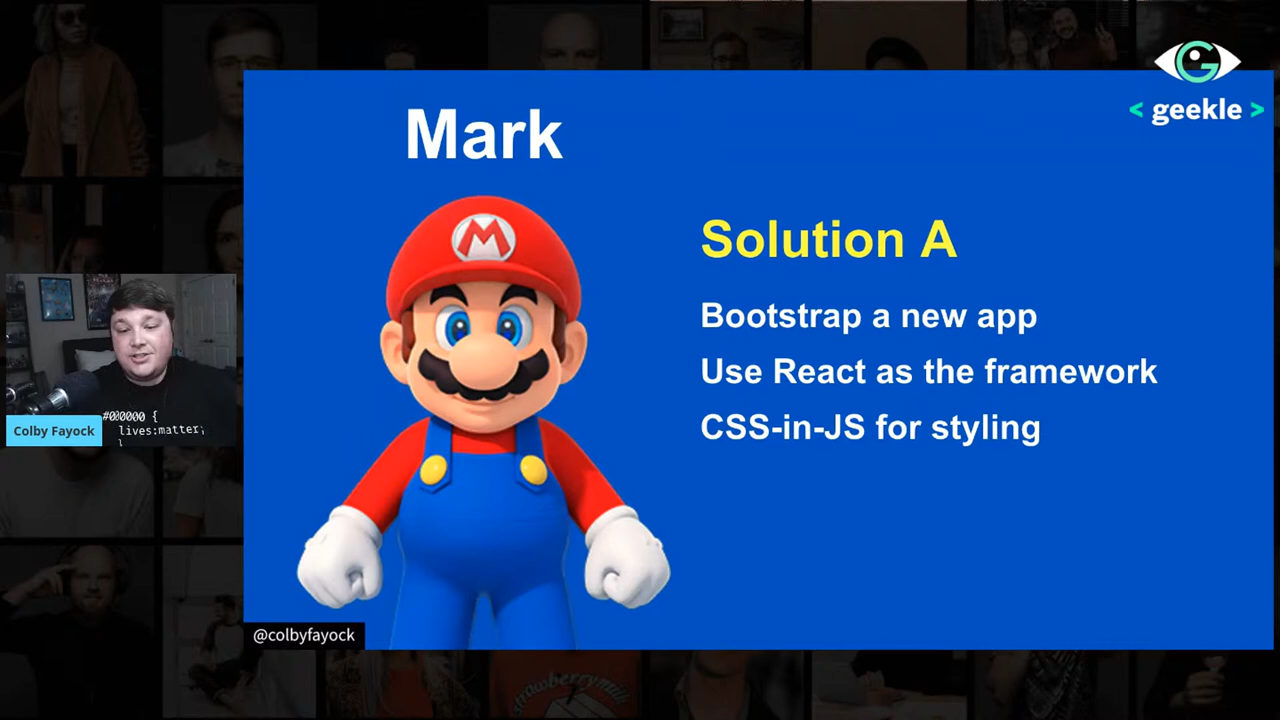 < geekle >
Mark
M
Solution A
Bootstrap a new app
Use React as the framework
CSS-in-JS for styling
#000000 {
lives:matter;
}
Colby Fayock
@colbyfayock